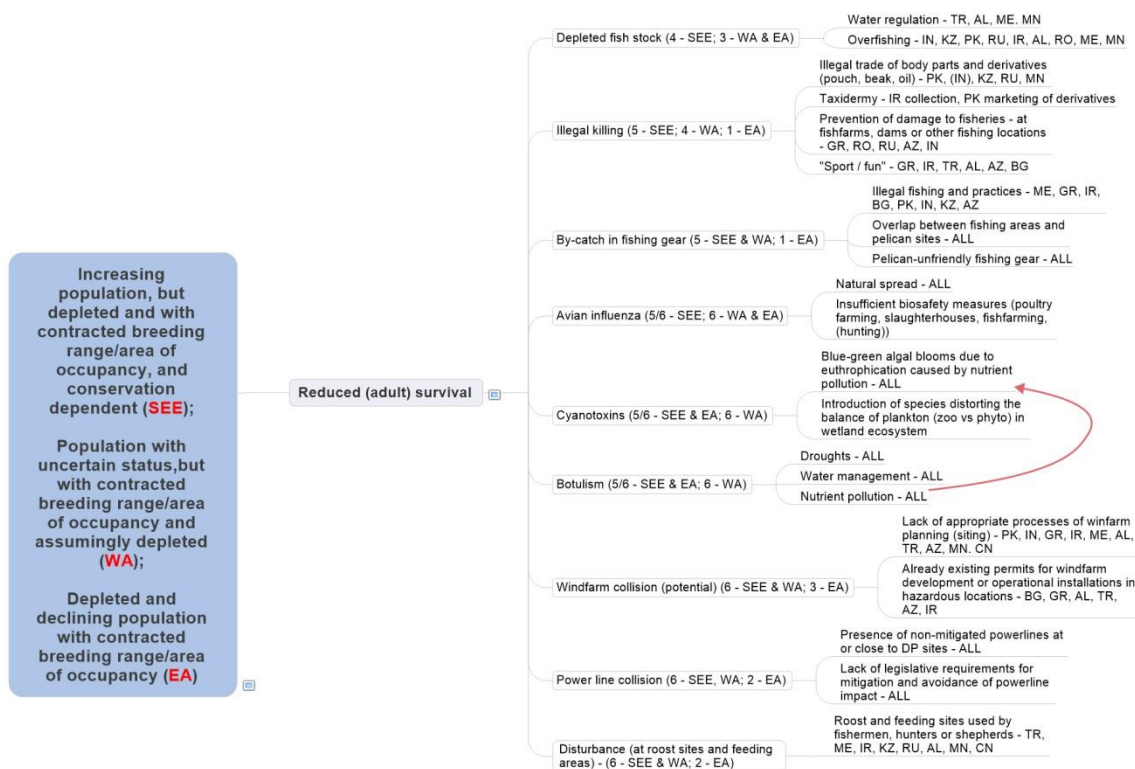 Increasing
population, but
depleted and with
contracted breeding
range/area of
occupancy, and
conservation
dependent (SEE);
Population with
uncertain status,but
with contracted
breeding range/area
of occupancy and
assumingly depleted
(WA);
Depleted and
declining population
with contracted
breeding range/area
of occupancy (EA)
Reduced (adult) survival
Depleted fish stock (4 - SEE; 3 - WA & EA)
Water regulation - TR, AL, ME. MN
Overfishing - IN, KZ, PK, RU, IR, AL, RO, ME, MN
Illegal killing (5 - SEE; 4 - WA; 1 - EA)
Illegal trade of body parts and derivatives
(pouch, beak, oil) - PK, (IN), KZ, RU, MN
Taxidermy - IR collection, PK marketing of derivatives
Prevention of damage to fisheries - at
fishfarms, dams or other fishing locations
- GR, RO, RU, AZ, IN
"Sport / fun" - GR, IR, TR, AL, AZ, BG
By-catch in fishing gear (5 - SEE & WA; 1 - EA)
Illegal fishing and practices - ME, GR, IR,
BG, PK, IN, KZ, AZ
Overlap between fishing areas and
pelican sites - ALL
Pelican-unfriendly fishing gear - ALL
Avian influenza (5/6 - SEE; 6 - WA & EA)
Natural spread - ALL
Insufficient biosafety measures (poultry
farming, slaughterhouses, fishfarming,
(hunting))
Cyanotoxins (5/6 - SEE & EA; 6 - WA)
Blue-green algal blooms due to
euthrophication caused by nutrient
pollution - ALL
Introduction of species distorting the
balance of plankton (zoo vs phyto) in
wetland ecosystem
Botulism (5/6 - SEE & EA; 6 - WA)
Droughts - ALL
Water management - ALL
Nutrient pollution - ALL
Windfarm collision (potential) (6 - SEE & WA; 3 - EA)
Lack of appropriate processes of winfarm
planning (siting) - PK, IN, GR, IR, ME, AL,
TR, AZ, MN. CN
Already existing permits for windfarm
development or operational installations in
hazardous locations - BG, GR, AL, TR,
AZ, IR
Power line collision (6 - SEE, WA; 2 - EA)
Presence of non-mitigated powerlines at
or close to DP sites - ALL
Lack of legislative requirements for
mitigation and avoidance of powerline
impact - ALL
Disturbance (at roost sites and feeding
areas) - (6 - SEE & WA; 2 - EA)
Roost and feeding sites used by
fishermen, hunters or shepherds - TR,
ME, IR, KZ, RU, AL, MN, CN